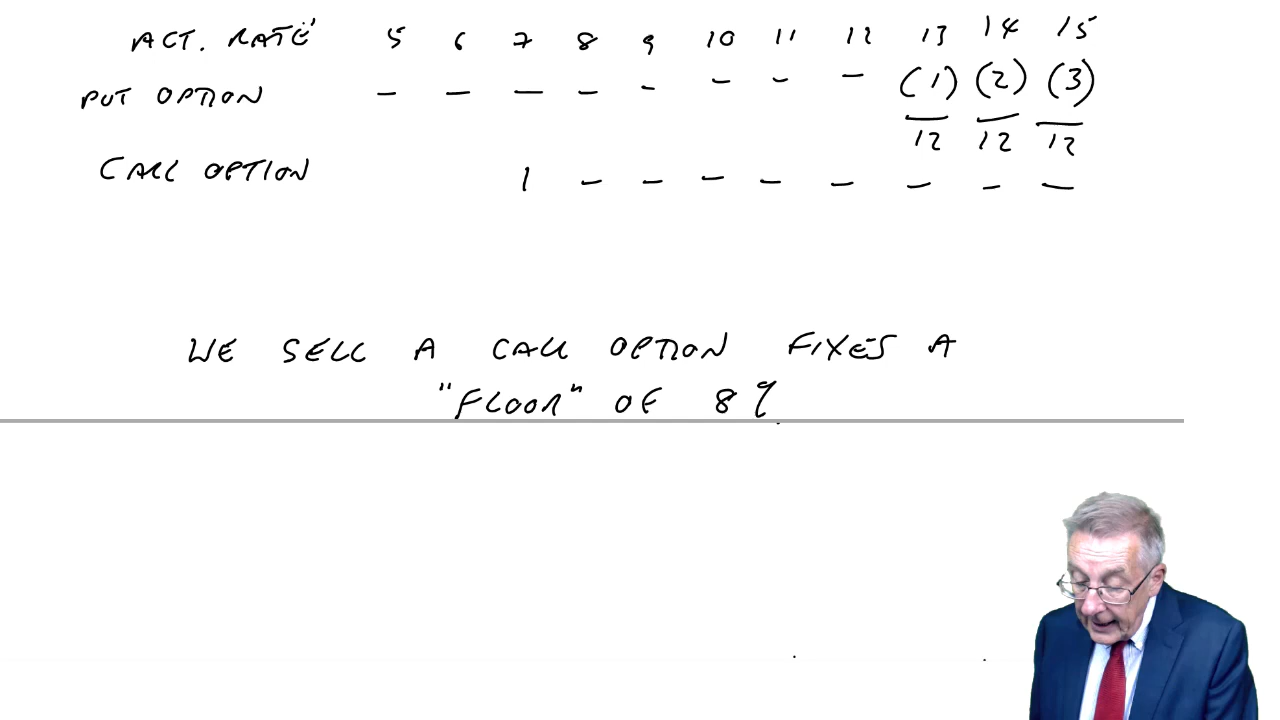 ACT. RATE 5 6 7 8 9 10 11 12 13 14 15
PUT OPTION – – – – – – – – (1) (2) (3)
12 12 12
CALL OPTION 1 – – – – – – – –
WE SELL A CALL OPTION FIXES A
"FLOOR" OF 8%